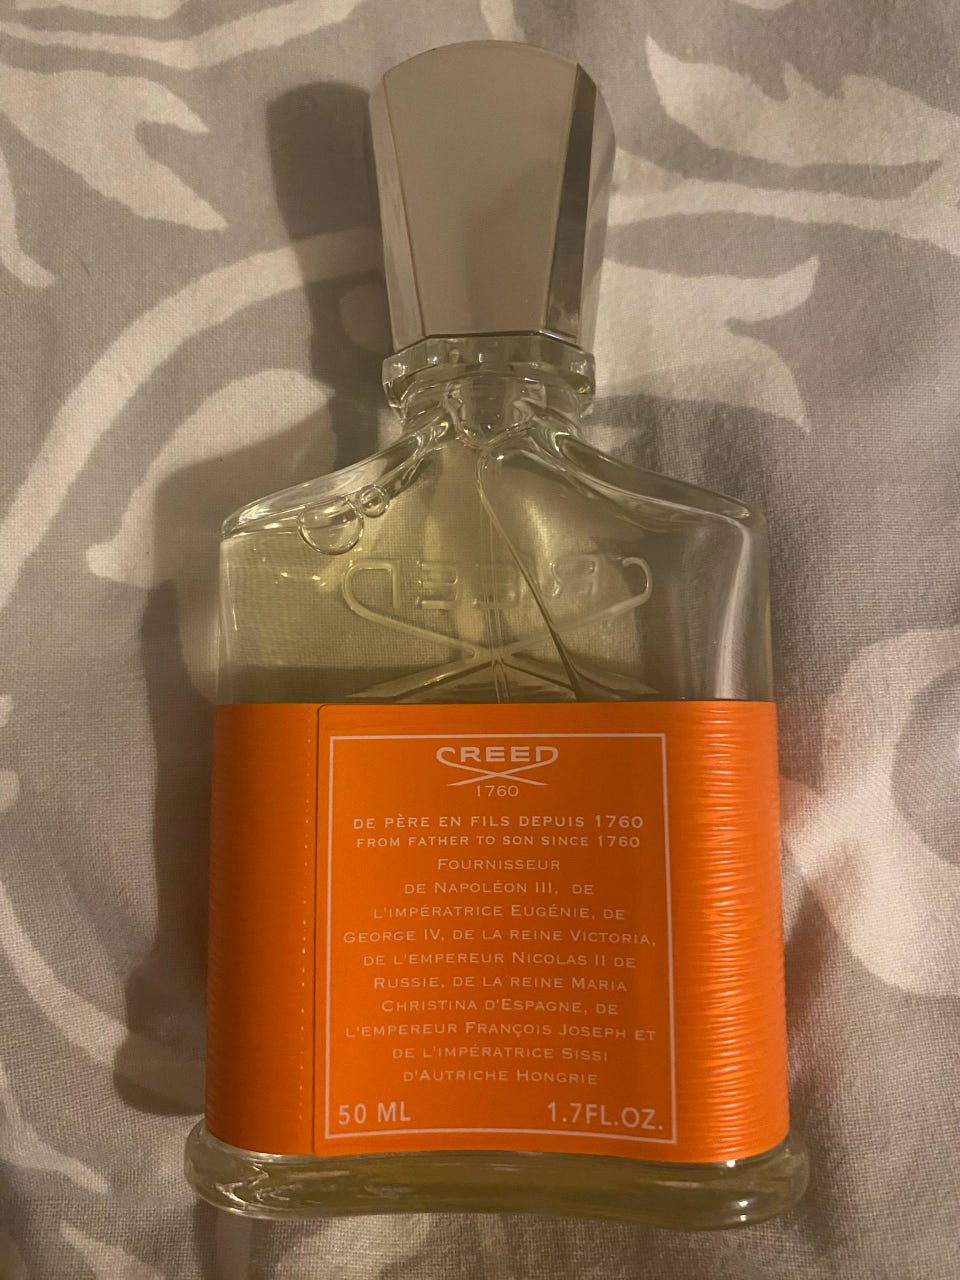 CREED
CREED
1760
DE PÈRE EN FILS DEPUIS 1760
FROM FATHER TO SON SINCE 1760
FOURNISSEUR
DE NAPOLÉON III, DE
L'IMPÉRATRICE EUGÉNIE, DE
GEORGE IV, DE LA REINE VICTORIA,
DE L'EMPEREUR NICOLAS II DE
RUSSIE, DE LA REINE MARIA
CHRISTINA D'ESPAGNE, DE
L'EMPEREUR FRANÇOIS JOSEPH ET
DE L'IMPÉRATRICE SISSI
D'AUTRICHE HONGRIE
50 ML 1.7FL.OZ.